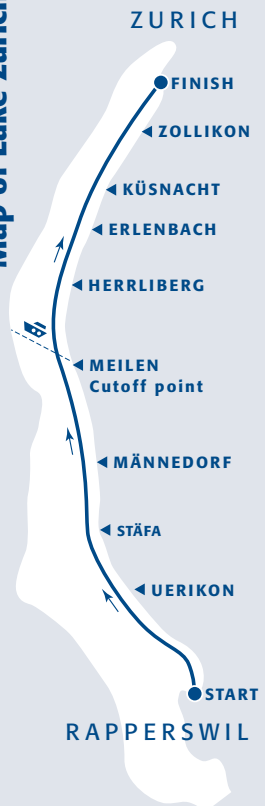 Map of Lake Zurich
ZURICH
FINISH
ZOLLIKON
KÜSNACHT
ERLENBACH
HERRLIBERG
MEILEN
Cutoff point
MÄNNEDORF
STÄFA
UERIKON
START
RAPPERSWIL